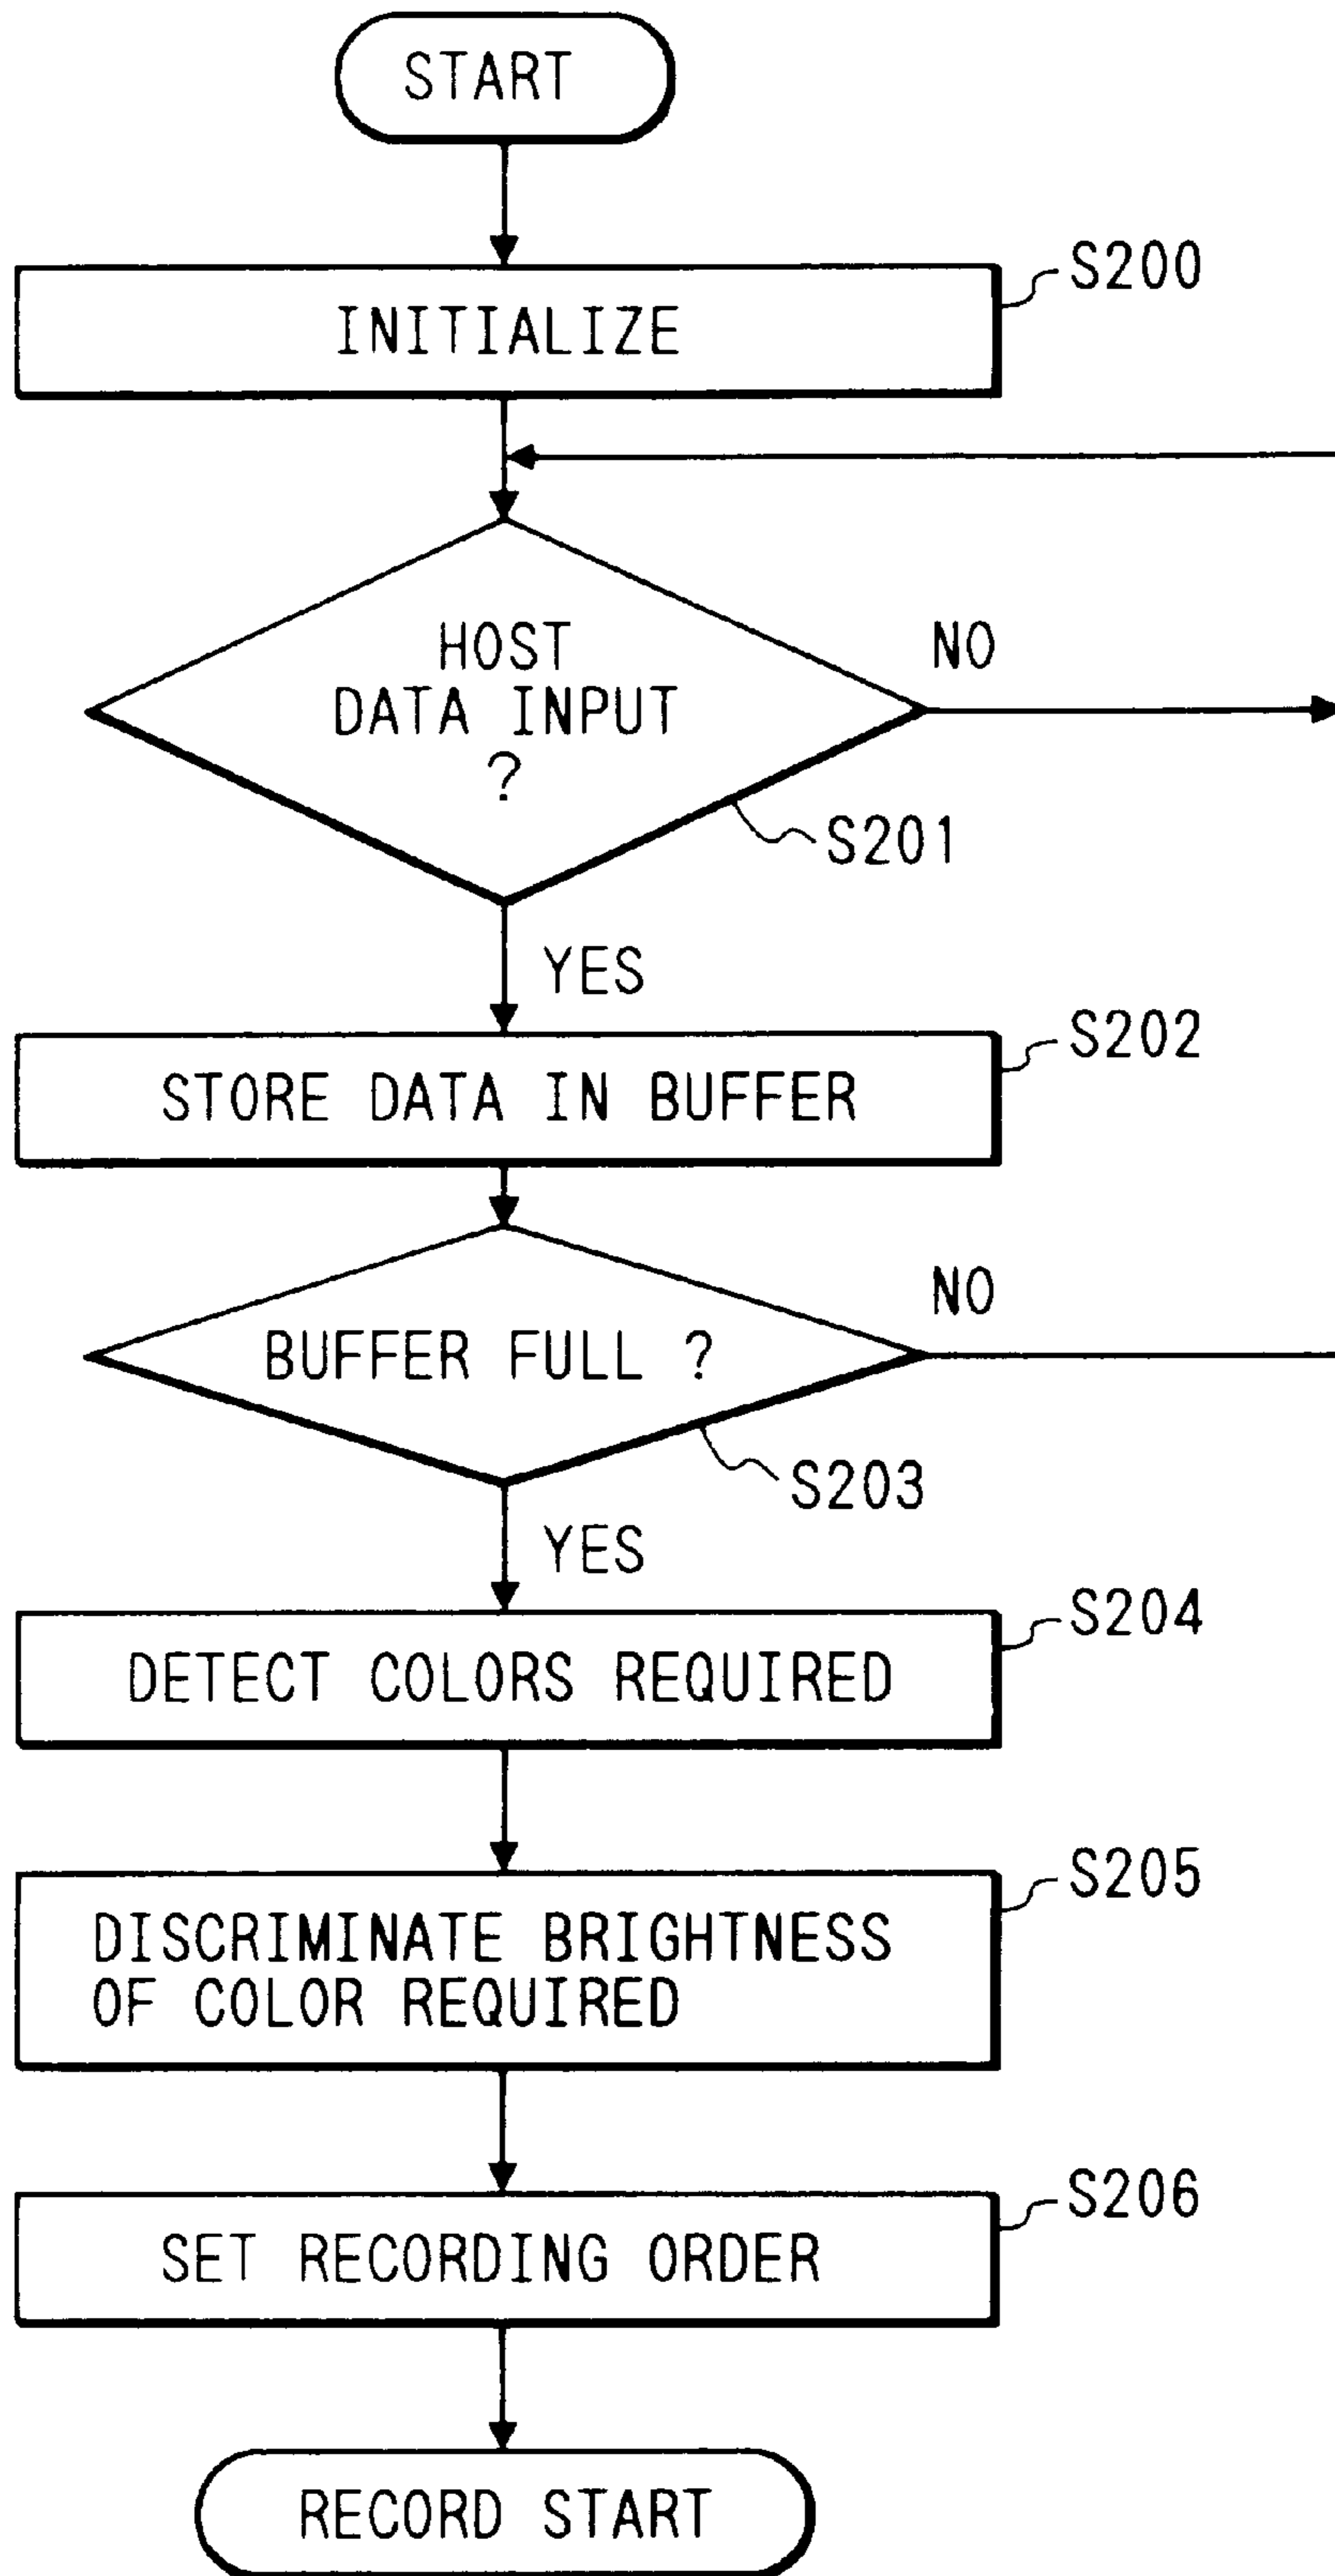 START
INITIALIZE
S200
HOST
DATA INPUT
?
NO
S201
YES
STORE DATA IN BUFFER
S202
BUFFER FULL ?
NO
S203
YES
DETECT COLORS REQUIRED
S204
DISCRIMINATE BRIGHTNESS
OF COLOR REQUIRED
S205
SET RECORDING ORDER
S206
RECORD START